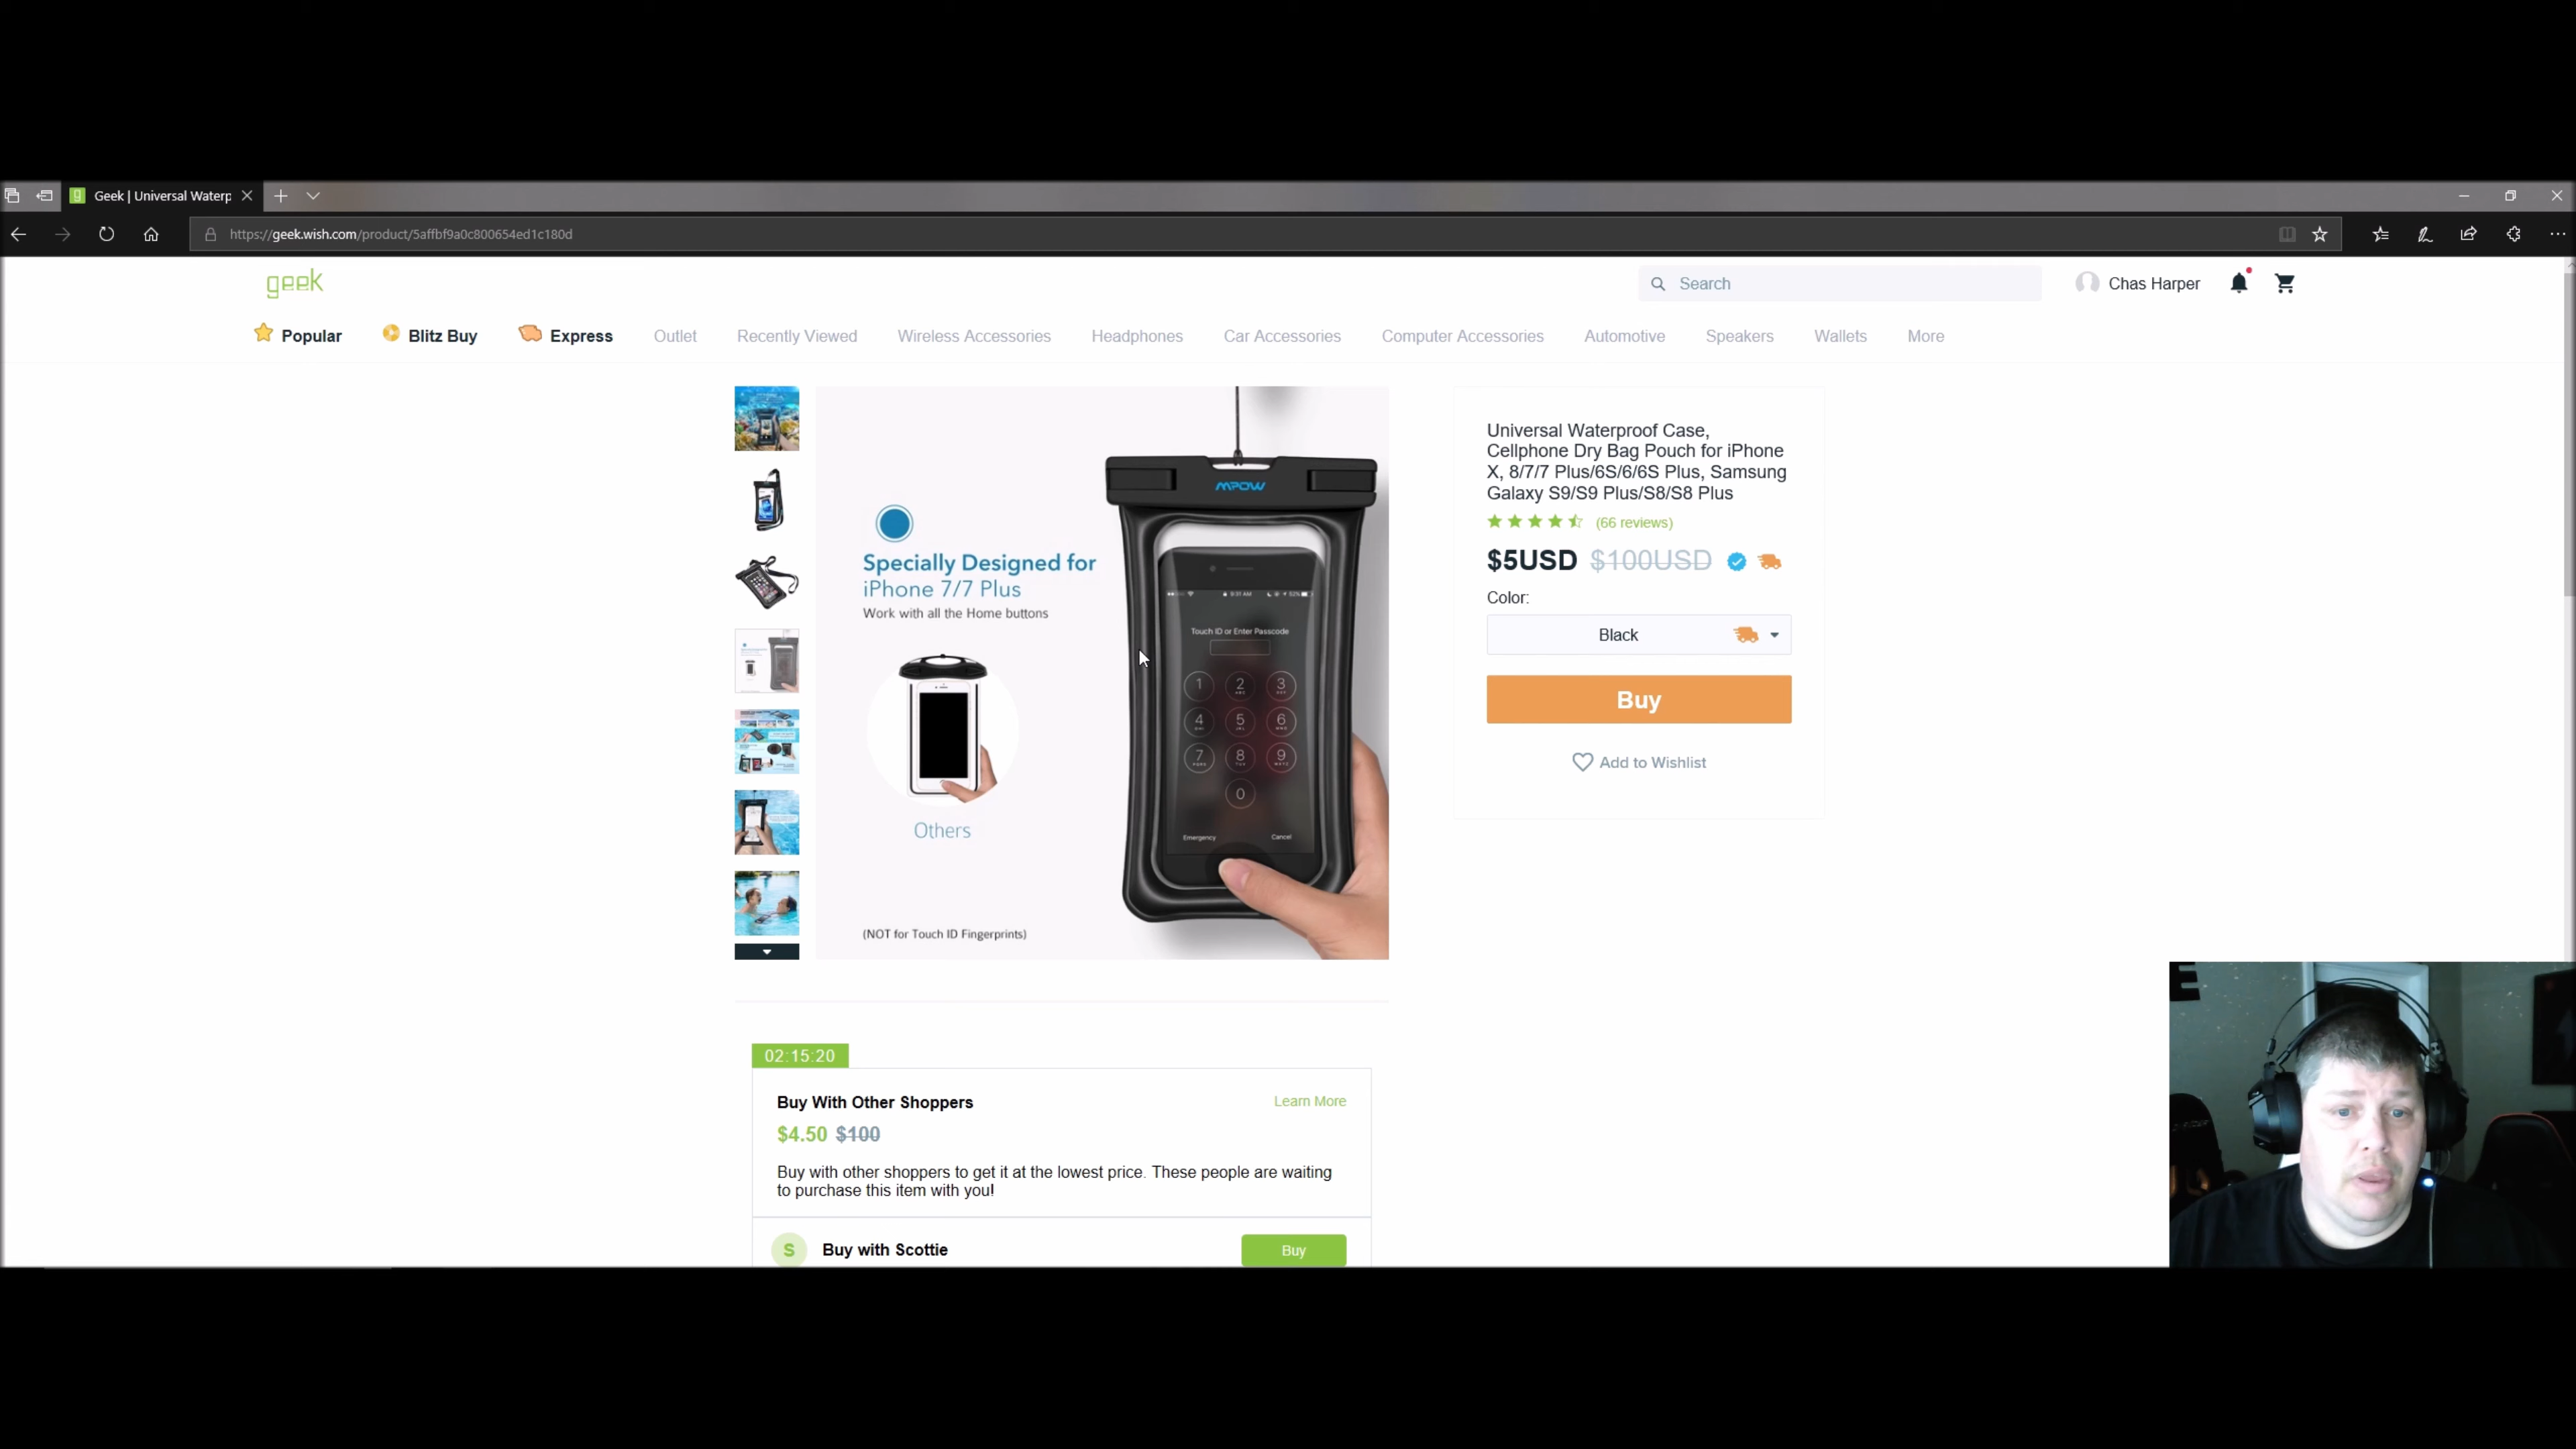 Geek | Universal Waterp
https://geek.wish.com/product/5affbf9a0c800654ed1c180d
geek
Search
Chas Harper
Popular
Blitz Buy
Express
Outlet
Recently Viewed
Wireless Accessories
Headphones
Car Accessories
Computer Accessories
Automotive
Speakers
Wallets
More
MPOW
Specially Designed for
iPhone 7/7 Plus
Work with all the Home buttons
Others
(NOT for Touch ID Fingerprints)
9:31 AM
52%
Touch ID or Enter Passcode
1 2 3
4 5 6
7 8 9
0
Emergency Cancel
Universal Waterproof Case,
Cellphone Dry Bag Pouch for iPhone
X, 8/7/7 Plus/6S/6/6S Plus, Samsung
Galaxy S9/S9 Plus/S8/S8 Plus
(66 reviews)
$5USD $100USD
Color:
Black
Buy
Add to Wishlist
02:15:20
Buy With Other Shoppers
Learn More
$4.50 $100
Buy with other shoppers to get it at the lowest price. These people are waiting
to purchase this item with you!
S
Buy with Scottie
Buy
E